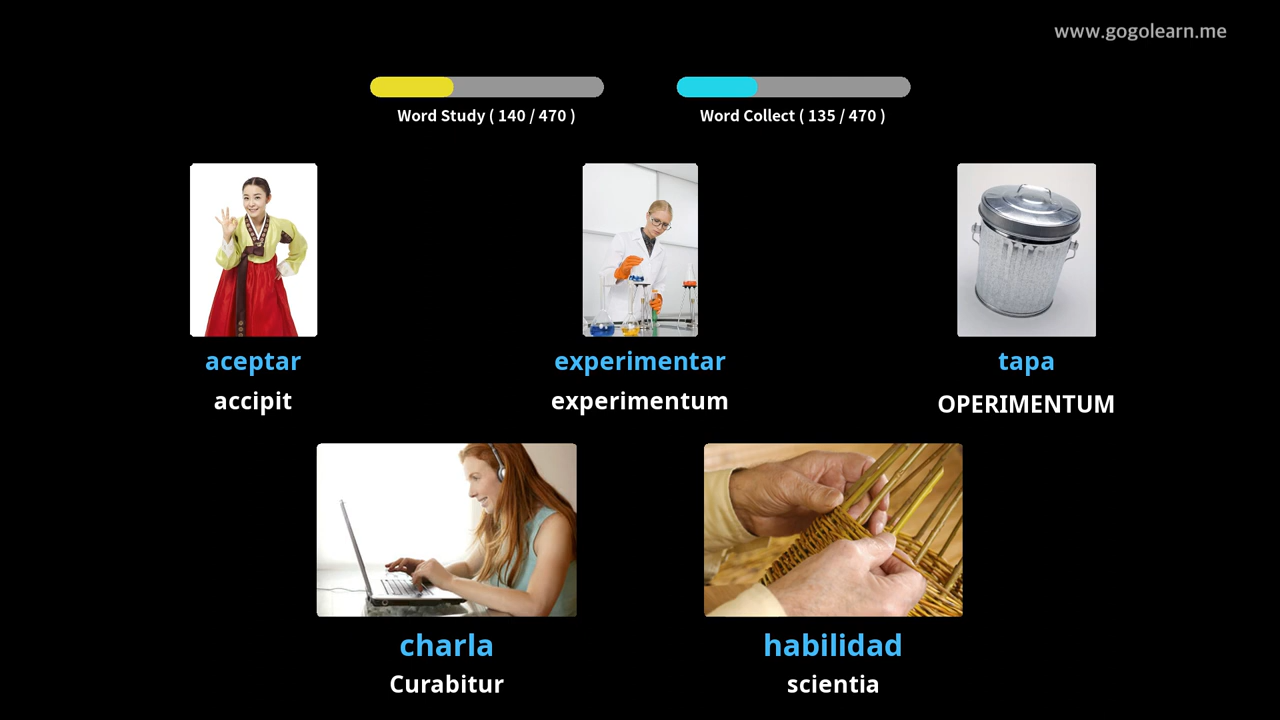 www.gogolearn.me
Word Study ( 140 / 470 )
Word Collect ( 135 / 470 )
aceptar
accipit
experimentar
experimentum
tapa
OPERIMENTUM
charla
Curabitur
habilidad
scientia